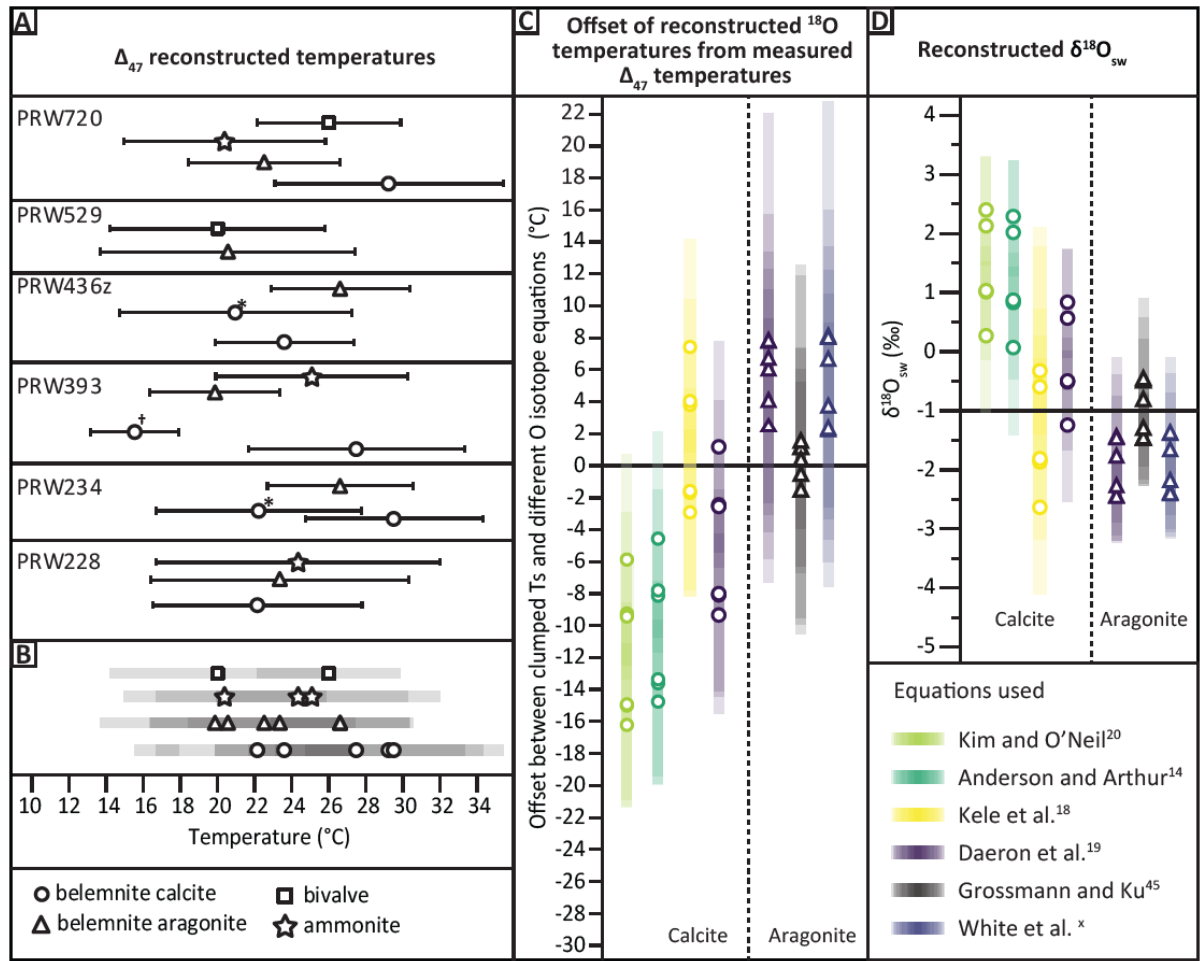 A
Δ₄₇ reconstructed temperatures
PRW720
PRW529
PRW436z
*
PRW393
†
PRW234
*
PRW228
B
10 12 14 16 18 20 22 24 26 28 30 32 34
Temperature (°C)
belemnite calcite
bivalve
belemnite aragonite
ammonite
C
Offset of reconstructed ¹⁸O
temperatures from measured
Δ₄₇ temperatures
Offset between clumped Ts and different O isotope equations (°C)
22
20
18
16
14
12
10
8
6
4
2
0
-2
-4
-6
-8
-10
-12
-14
-16
-18
-20
-22
-24
-26
-28
-30
Calcite
Aragonite
D
Reconstructed δ¹⁸Osw
δ¹⁸Osw (‰)
4
3
2
1
0
-1
-2
-3
-4
-5
Calcite
Aragonite
Equations used
Kim and O’Neil²⁰
Anderson and Arthur¹⁴
Kele et al.¹⁸
Daeron et al.¹⁹
Grossmann and Ku⁴⁵
White et al. ˣ